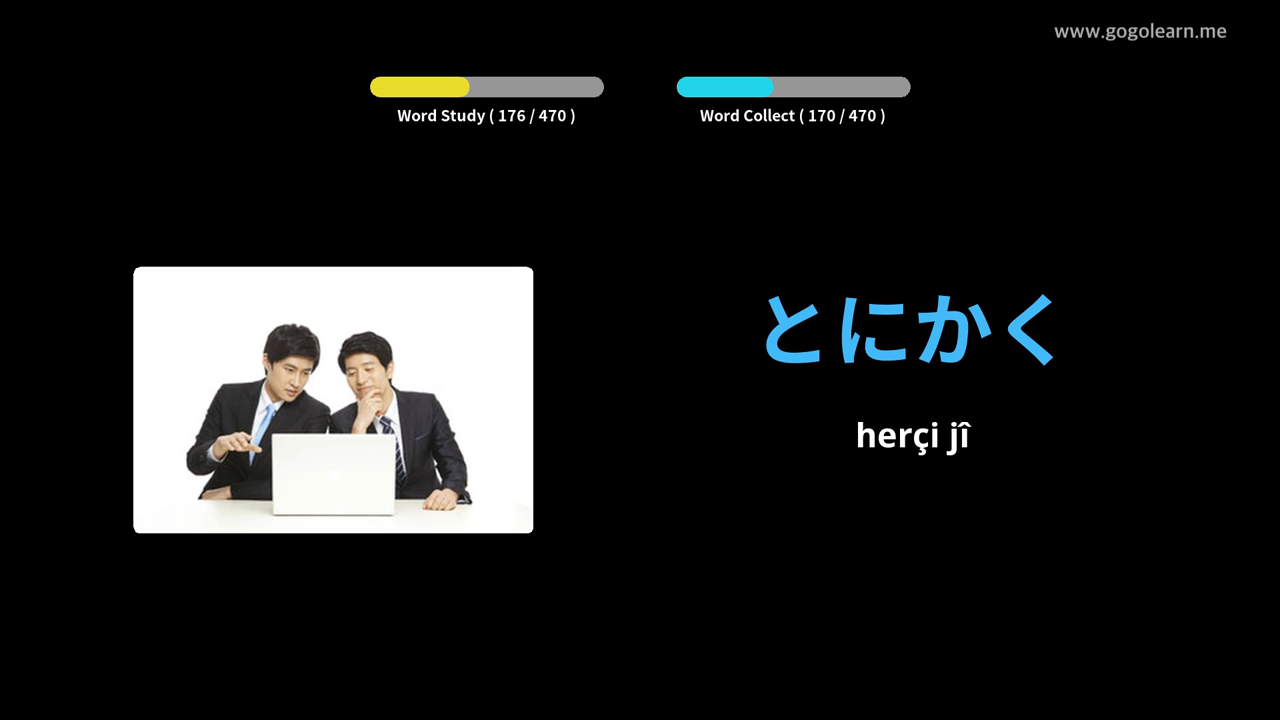 www.gogolearn.me
Word Study ( 176 / 470 )
Word Collect ( 170 / 470 )
とにかく
herçi jî